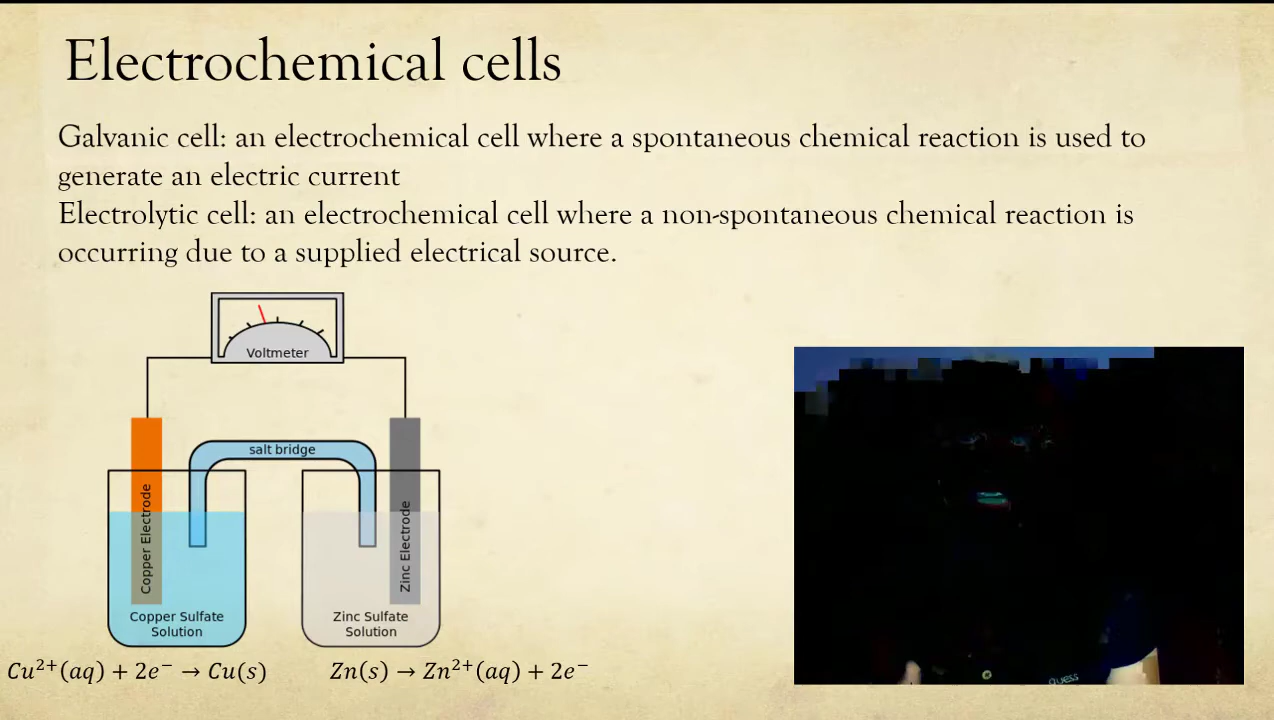 Electrochemical cells
Galvanic cell: an electrochemical cell where a spontaneous chemical reaction is used to
generate an electric current
Electrolytic cell: an electrochemical cell where a non-spontaneous chemical reaction is
occurring due to a supplied electrical source.
Voltmeter
salt bridge
Copper Electrode
Zinc Electrode
Copper Sulfate
Solution
Zinc Sulfate
Solution
Cu²⁺(aq) + 2e⁻ → Cu(s)
Zn(s) → Zn²⁺(aq) + 2e⁻